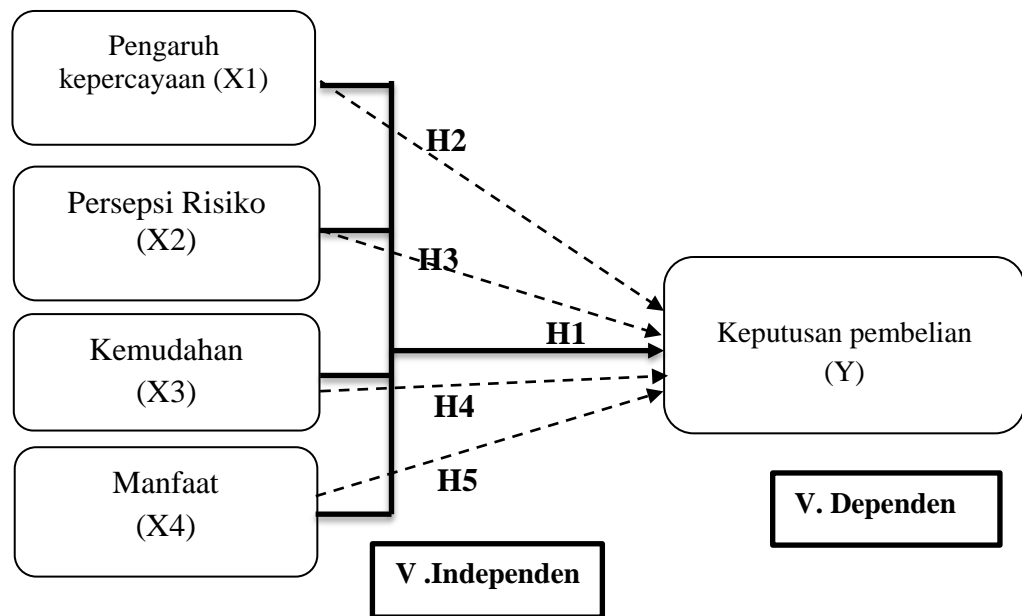 Pengaruh
kepercayaan (X1)
H2
Persepsi Risiko
(X2)
H3
H1
Kemudahan
(X3)
Keputusan pembelian
(Y)
H4
Manfaat
(X4)
H5
V. Dependen
V .Independen